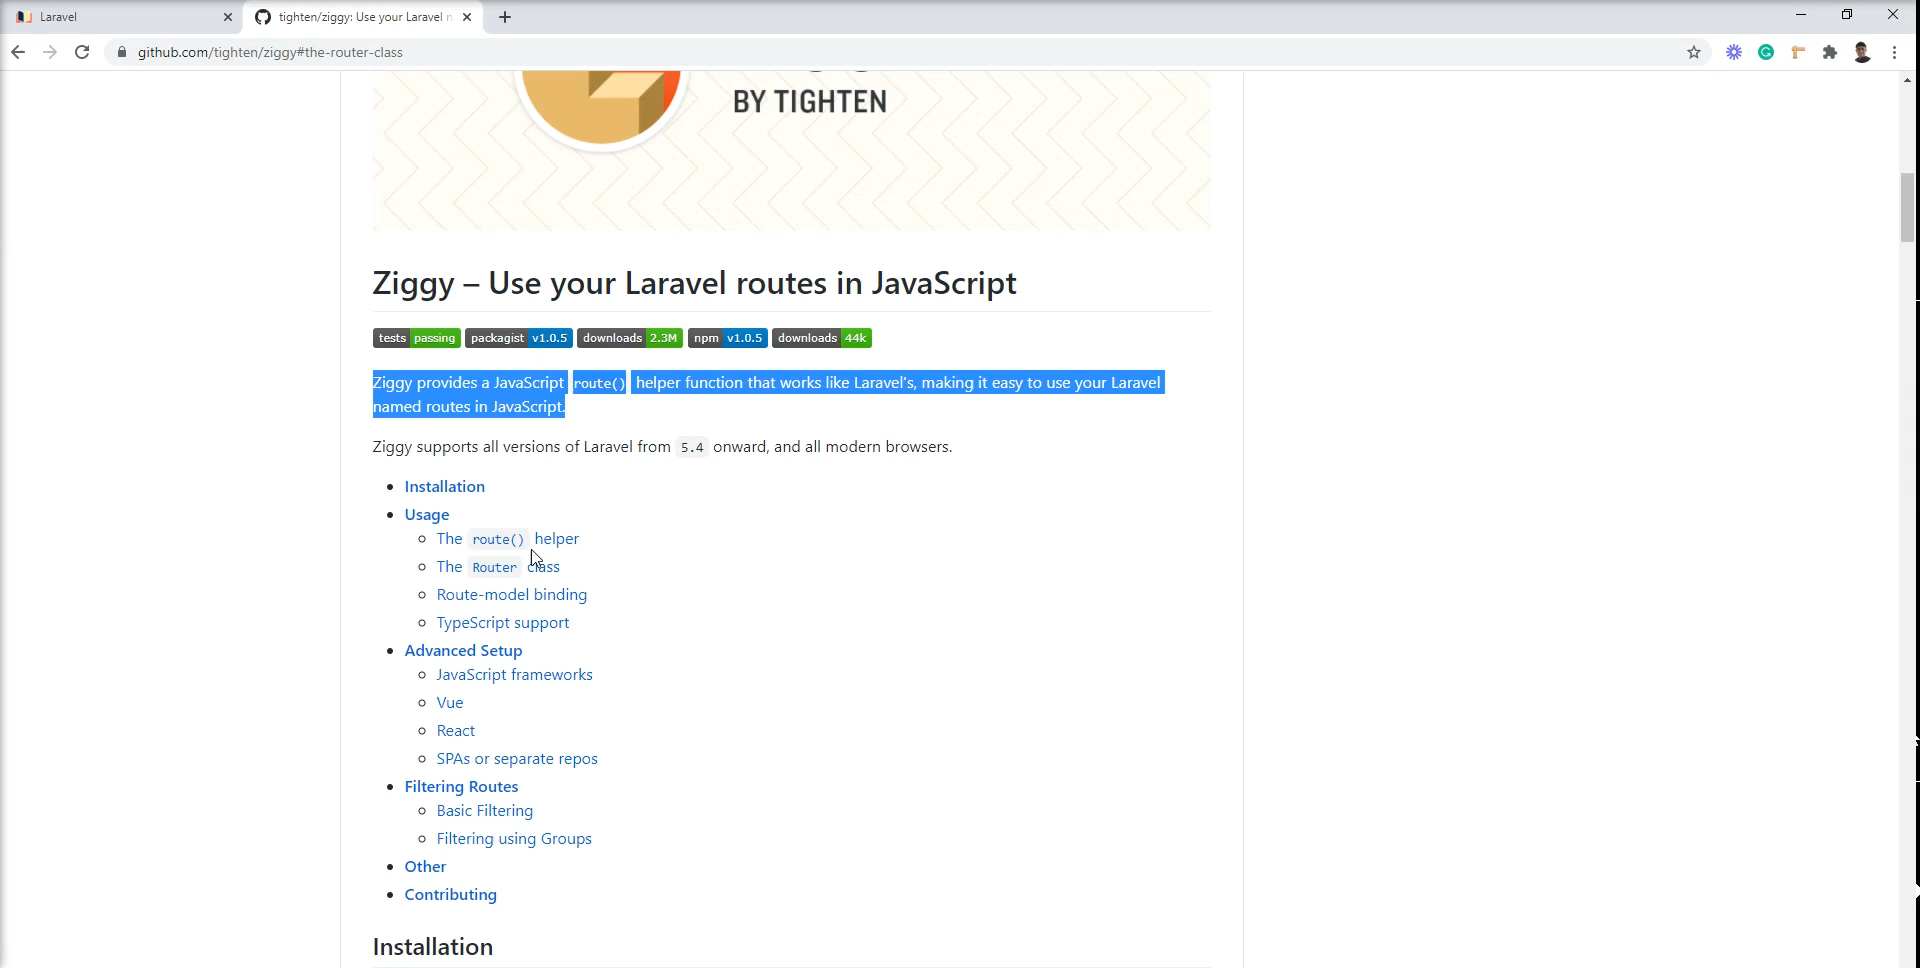 Laravel
tighten/ziggy: Use your Laravel r
github.com/tighten/ziggy#the-router-class
BY TIGHTEN
Ziggy – Use your Laravel routes in JavaScript
tests passing packagist v1.0.5 downloads 2.3M npm v1.0.5 downloads 44k
Ziggy provides a JavaScript route() helper function that works like Laravel's, making it easy to use your Laravel
named routes in JavaScript.
Ziggy supports all versions of Laravel from 5.4 onward, and all modern browsers.
Installation
Usage
The route() helper
The Router class
Route-model binding
TypeScript support
Advanced Setup
JavaScript frameworks
Vue
React
SPAs or separate repos
Filtering Routes
Basic Filtering
Filtering using Groups
Other
Contributing
Installation